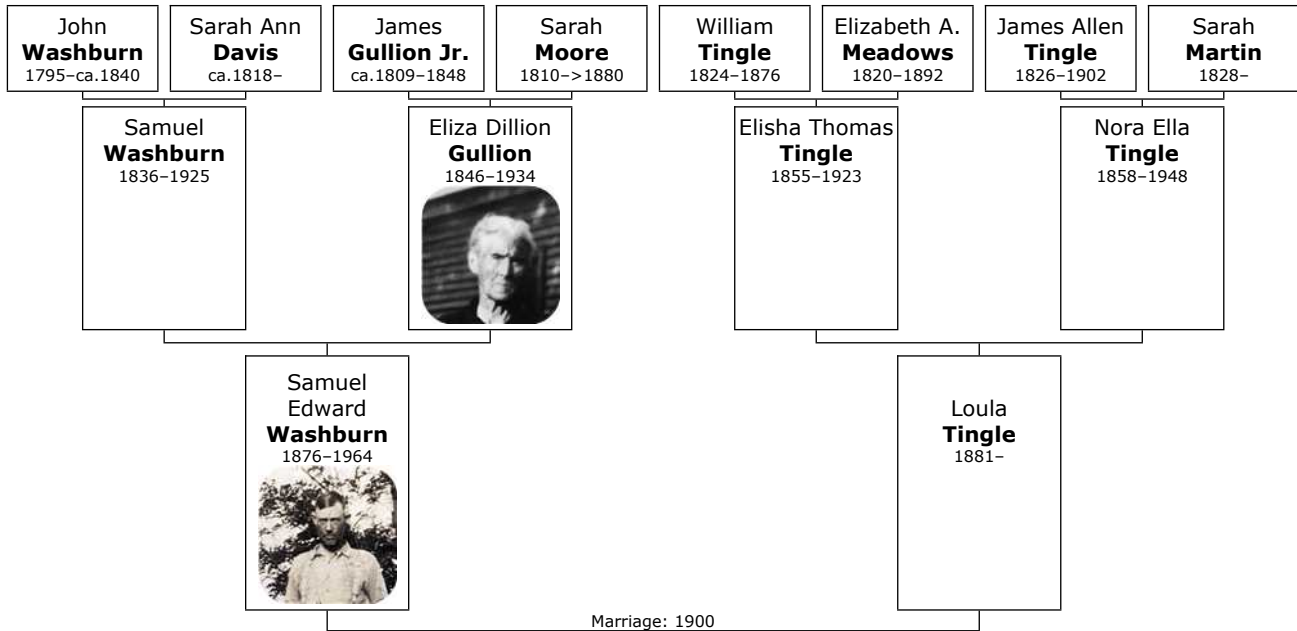 John
Washburn
1795–ca.1840
Sarah Ann
Davis
ca.1818–
James
Gullion Jr.
ca.1809–1848
Sarah
Moore
1810–>1880
William
Tingle
1824–1876
Elizabeth A.
Meadows
1820–1892
James Allen
Tingle
1826–1902
Sarah
Martin
1828–
Samuel
Washburn
1836–1925
Eliza Dillion
Gullion
1846–1934
Elisha Thomas
Tingle
1855–1923
Nora Ella
Tingle
1858–1948
Samuel
Edward
Washburn
1876–1964
Loula
Tingle
1881–
Marriage: 1900